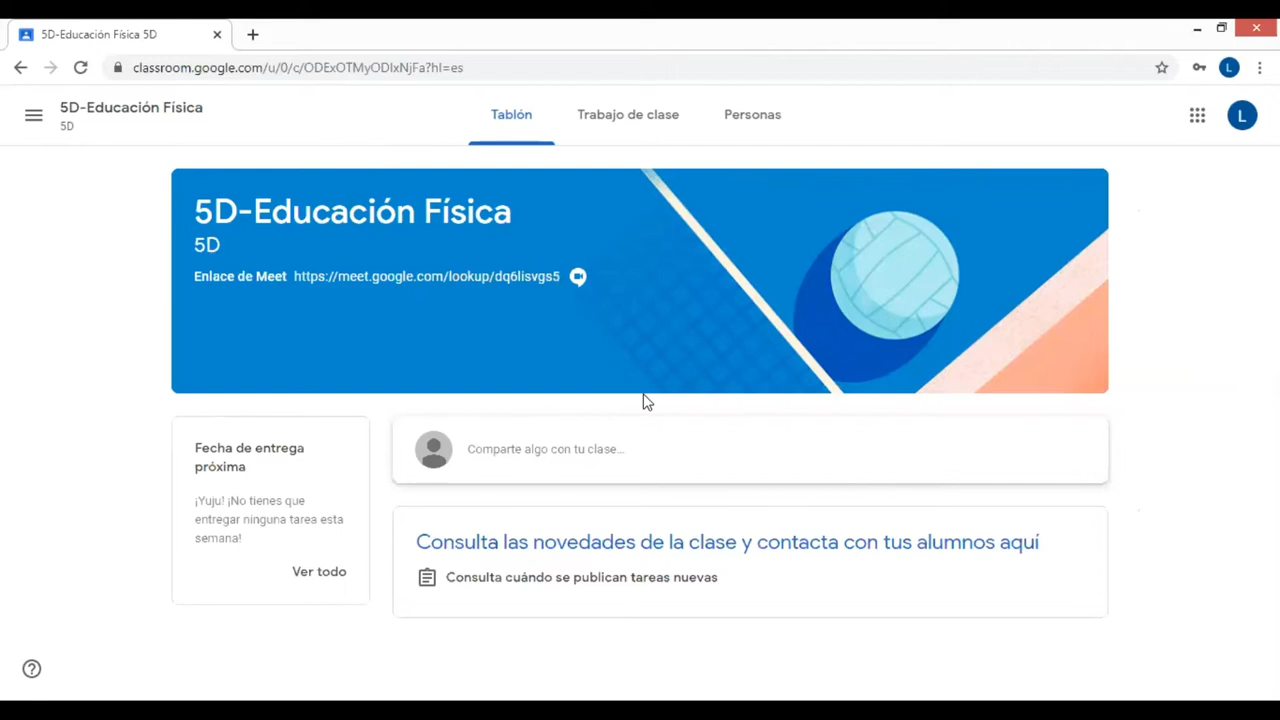 5D-Educación Física 5D
classroom.google.com/u/0/c/ODExOTMyODIxNjFa?hl=es
L
5D-Educación Física
5D
Tablón
Trabajo de clase
Personas
L
5D-Educación Física
5D
Enlace de Meet https://meet.google.com/lookup/dq6lisvgs5
Fecha de entrega
próxima
¡Yuju! ¡No tienes que
entregar ninguna tarea esta
semana!
Ver todo
Comparte algo con tu clase...
Consulta las novedades de la clase y contacta con tus alumnos aquí
Consulta cuándo se publican tareas nuevas